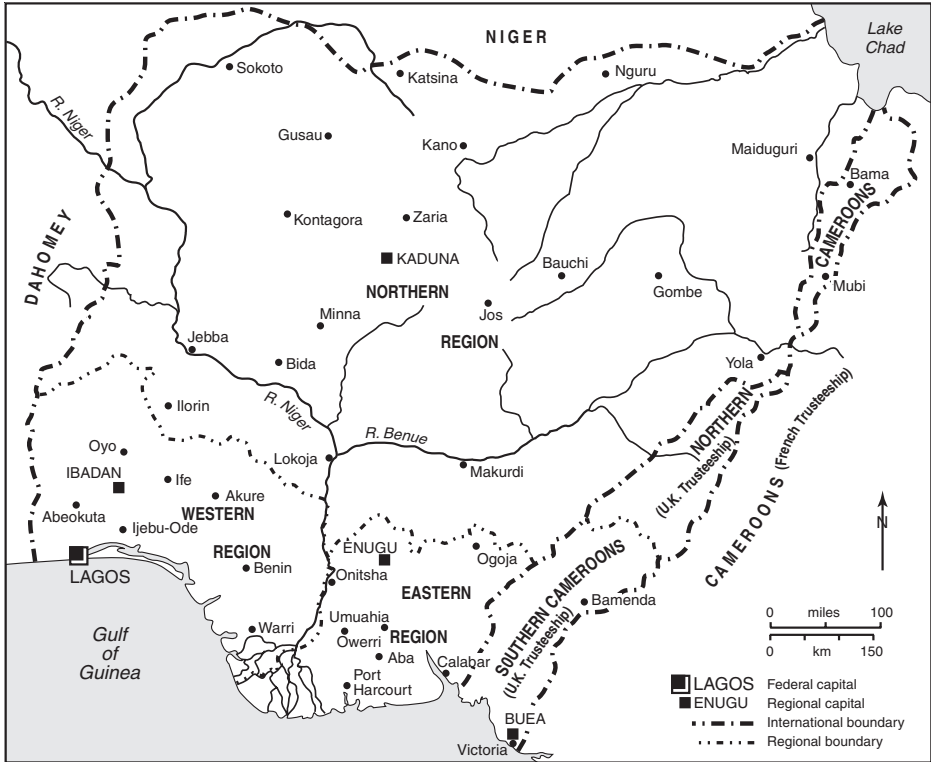 NIGER
Lake
Chad
Sokoto
Katsina
Nguru
R. Niger
Gusau
Kano
Maiduguri
Bama
CAMEROONS
DAHOMEY
Kontagora
Zaria
KADUNA
NORTHERN
Bauchi
Gombe
Mubi
Minna
Jos
REGION
Jebba
Bida
Yola
R. Niger
Ilorin
R. Benue
NORTHERN
(U.K. Trusteeship)
CAMEROONS (French Trusteeship)
Oyo
IBADAN
Ife
Lokoja
Makurdi
Abeokuta
Akure
WESTERN
Ijebu-Ode
N
LAGOS
REGION
Benin
ENUGU
Ogoja
Onitsha
EASTERN
SOUTHERN CAMEROONS
(U.K. Trusteeship)
Bamenda
Gulf
of
Guinea
Warri
Umuahia
Owerri
REGION
Aba
Calabar
Port
Harcourt
BUEA
Victoria
0 miles 100
0 km 150
LAGOS Federal capital
ENUGU Regional capital
International boundary
Regional boundary